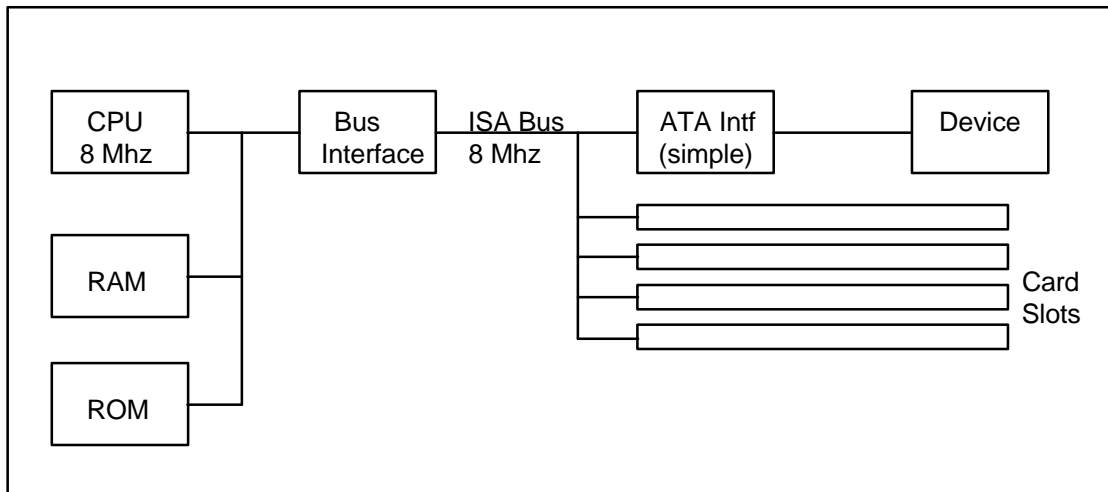 CPU
8 Mhz
Bus
Interface
ISA Bus
8 Mhz
ATA Intf
(simple)
Device
RAM
Card
Slots
ROM